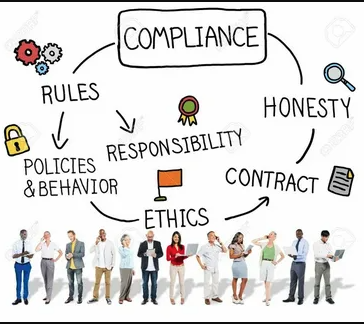 COMPLIANCE
RULES
HONESTY
RESPONSIBILITY
POLICIES
& BEHAVIOR
CONTRACT
ETHICS